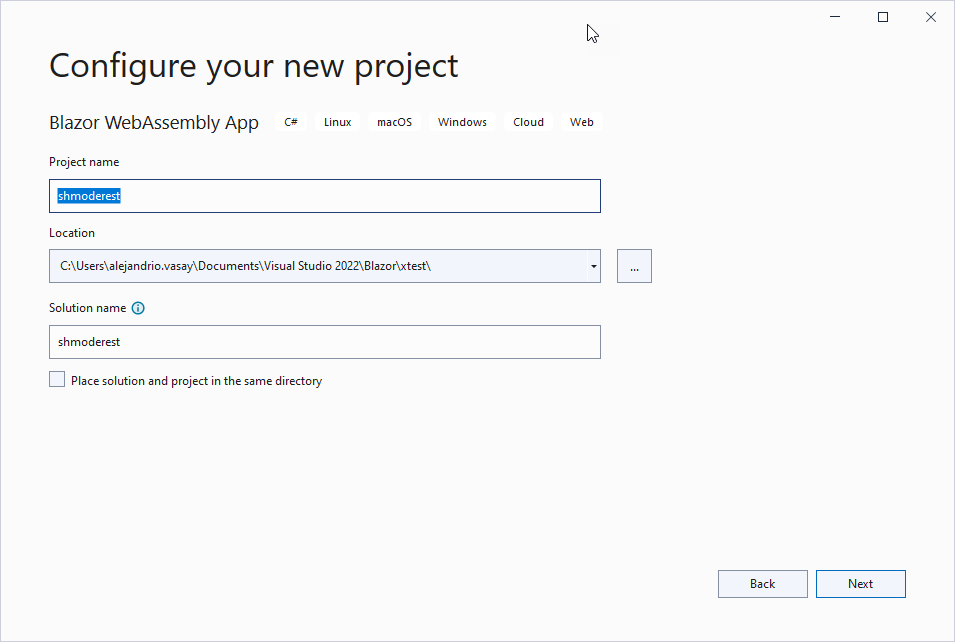 Configure your new project
Blazor WebAssembly App C# Linux macOS Windows Cloud Web
Project name
shmoderest
Location
C:\Users\alejandrio.vasay\Documents\Visual Studio 2022\Blazor\xtest\
...
Solution name
shmoderest
Place solution and project in the same directory
Back Next